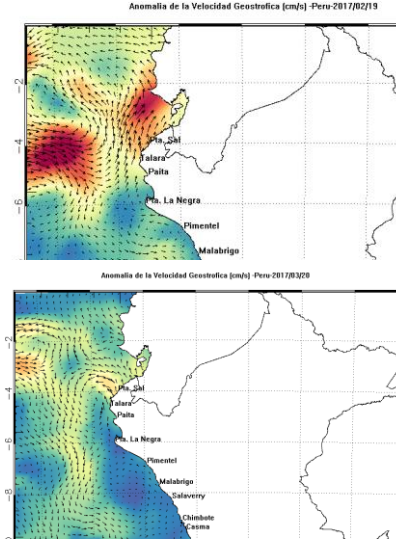 Anomalia de la Velocidad Geostrofica (cm/s) -Peru-2017/02/19
-2
Pta. Sal
-4
Talara
Paita
-6
Pta. La Negra
Pimentel
Malabrigo
Anomalia de la Velocidad Geostrofica (cm/s) -Peru-2017/03/20
-2
Pta. Sal
-4
Talara
Paita
-6
Pta. La Negra
Pimentel
Malabrigo
-8
Salaverry
Chimbote
Casma